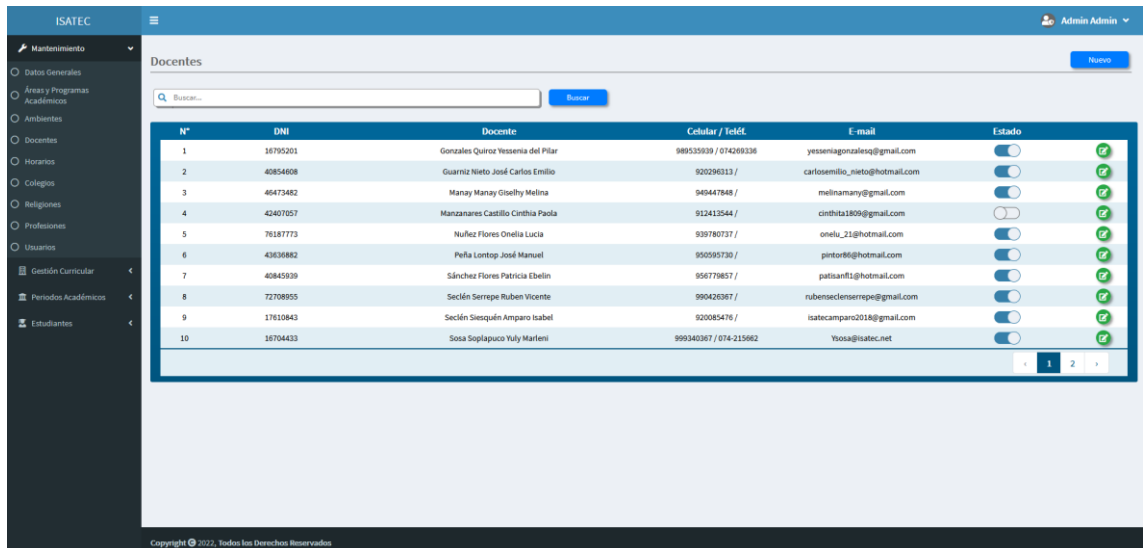 ISATEC
Admin Admin
Mantenimiento
Datos Generales
Áreas y Programas
Académicos
Ambientes
Docentes
Horarios
Colegios
Religiones
Profesiones
Usuarios
Gestión Curricular
Periodos Académicos
Estudiantes
Docentes
Nuevo
Buscar...
Buscar
N° DNI Docente Celular / Teléf. E-mail Estado
1 16795201 Gonzales Quiroz Yessenia del Pilar 989535939 / 074269336 yesseniagonzalesq@gmail.com
2 40854608 Guarniz Nieto José Carlos Emilio 920296313 / carlosemilio_nieto@hotmail.com
3 46473482 Manay Manay Giselhy Melina 949447848 / melinamany@gmail.com
4 42407057 Manzanares Castillo Cinthia Paola 912413544 / cinthita1809@gmail.com
5 76187773 Nuñez Flores Onelia Lucia 939780737 / onelu_21@hotmail.com
6 43636882 Peña Lontop José Manuel 950595730 / pintor86@hotmail.com
7 40845939 Sánchez Flores Patricia Ebelin 956779857 / patisanfl1@hotmail.com
8 72708955 Seclén Serrepe Ruben Vicente 990426367 / rubenseclenserrepe@gmail.com
9 17610843 Seclén Siesquén Amparo Isabel 920085476 / isatecamparo2018@gmail.com
10 16704433 Sosa Soplapuco Yuly Marleni 999340367 / 074-215662 Ysosa@isatec.net
‹ 1 2 ›
Copyright © 2022, Todos los Derechos Reservados